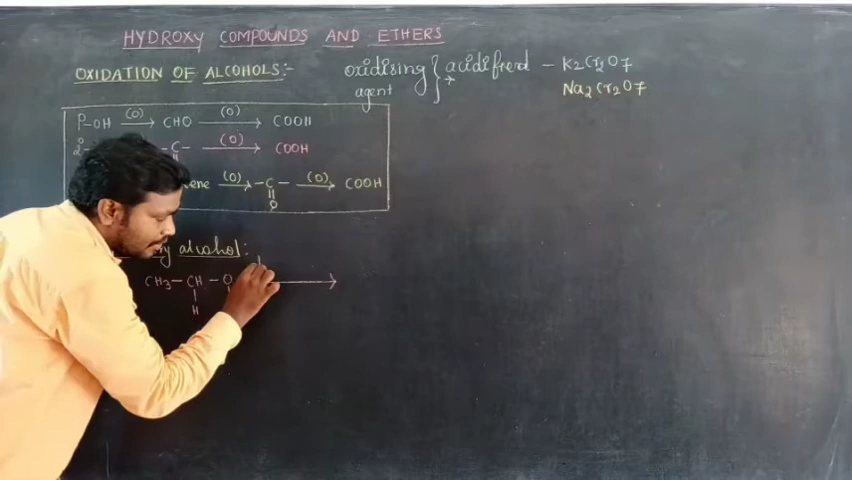 HYDROXY COMPOUNDS AND ETHERS
OXIDATION OF ALCOHOLS:-
oxidising { acidified - K2Cr2O7
agent Na2Cr2O7
P-OH (O)→ CHO (O)→ COOH
2° -C- (O)→ COOH
ene (O)→ -C- (O)→ COOH
||
O
alcohol:
CH3-CH-O →
|
H